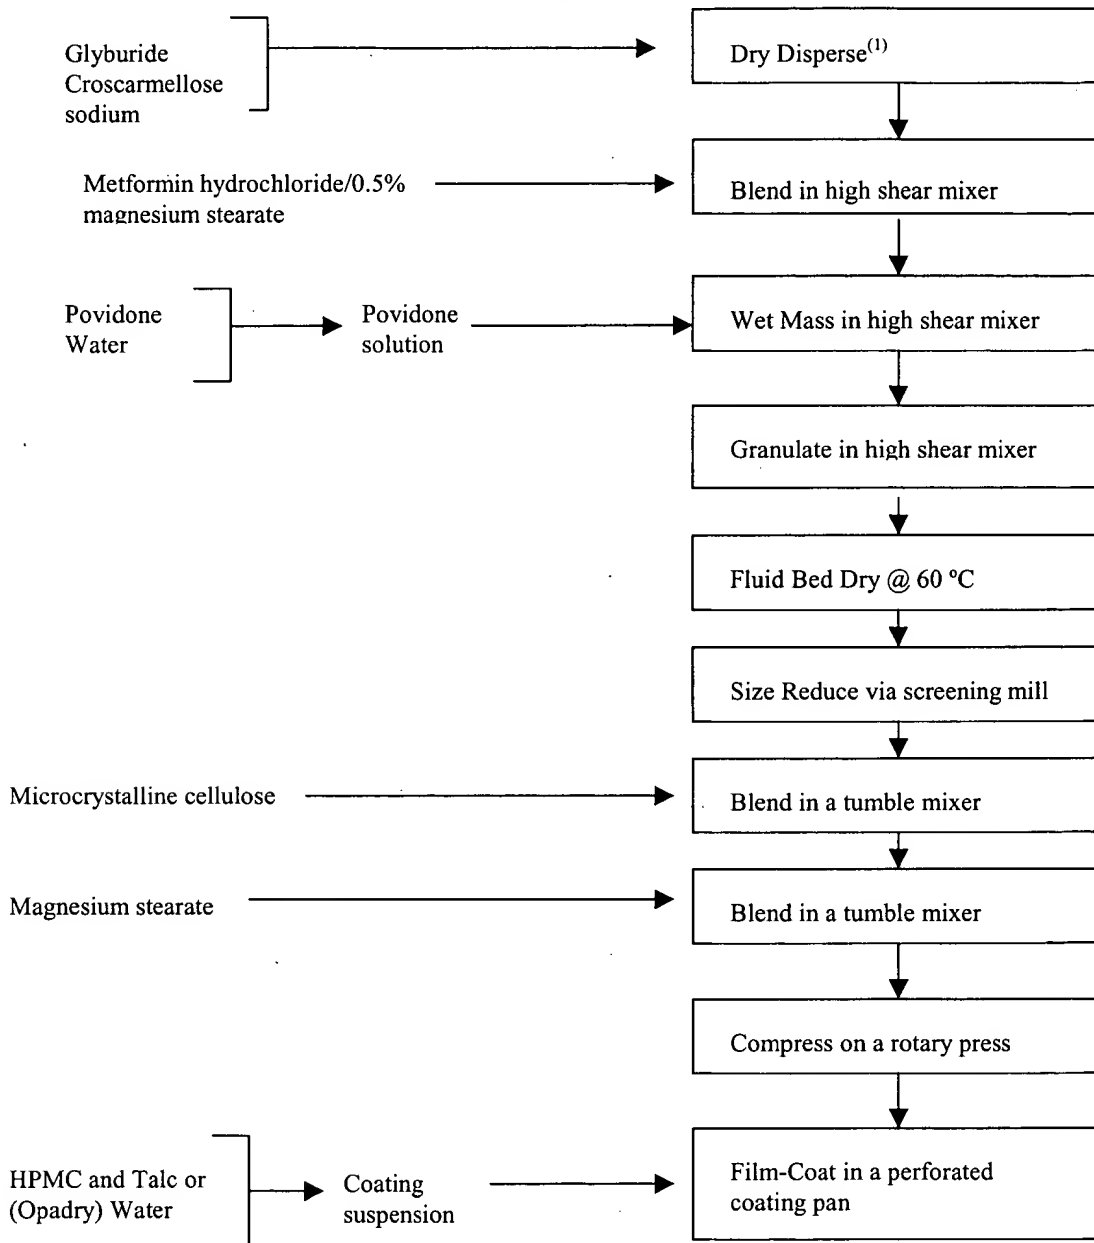 Glyburide
Croscarmellose
sodium
Dry Disperse(1)
Metformin hydrochloride/0.5%
magnesium stearate
Blend in high shear mixer
Povidone
Water
Povidone
solution
Wet Mass in high shear mixer
Granulate in high shear mixer
Fluid Bed Dry @ 60 ºC
Size Reduce via screening mill
Microcrystalline cellulose
Blend in a tumble mixer
Magnesium stearate
Blend in a tumble mixer
Compress on a rotary press
HPMC and Talc or
(Opadry) Water
Coating
suspension
Film-Coat in a perforated
coating pan